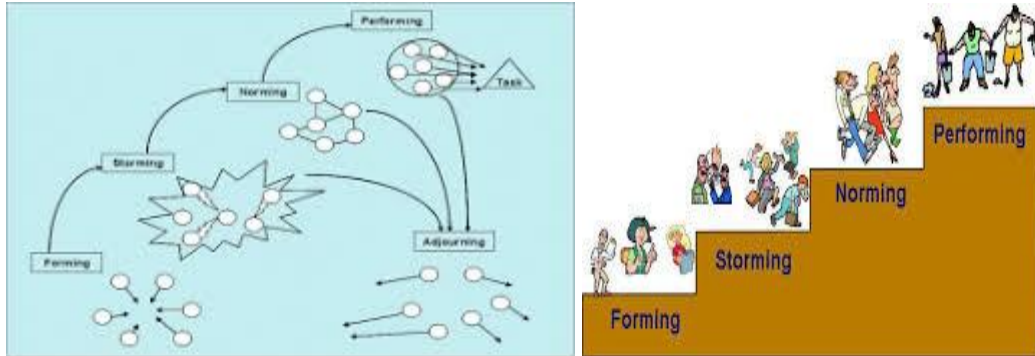 Performing
Task
Norming
Storming
Adjourning
Forming
Performing
Norming
Storming
Forming